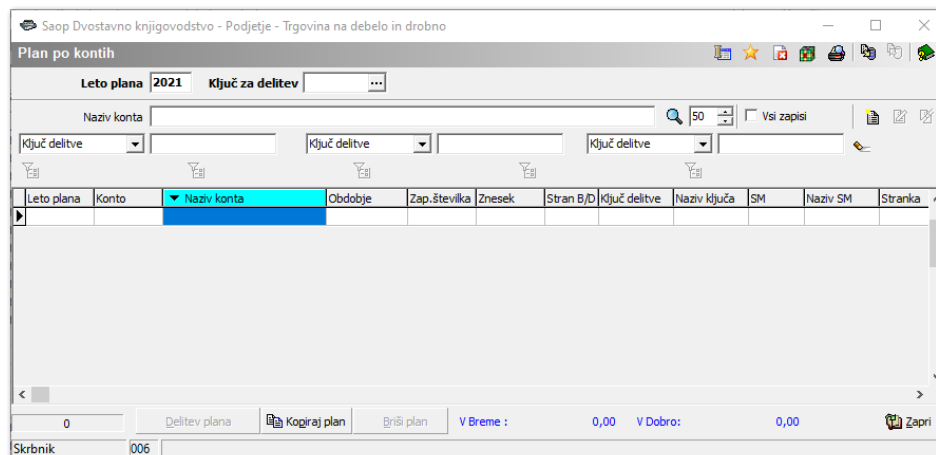 Saop Dvostavno knjigovodstvo - Podjetje - Trgovina na debelo in drobno
Plan po kontih
Leto plana 2021 Ključ za delitev ...
Naziv konta 50 Vsi zapisi
Ključ delitve Ključ delitve Ključ delitve
Leto plana Konto Naziv konta Obdobje Zap.številka Znesek Stran B/D Ključ delitve Naziv ključa SM Naziv SM Stranka
0 Delitev plana Kopiraj plan Briši plan V Breme : 0,00 V Dobro: 0,00 Zapri
Skrbnik 006